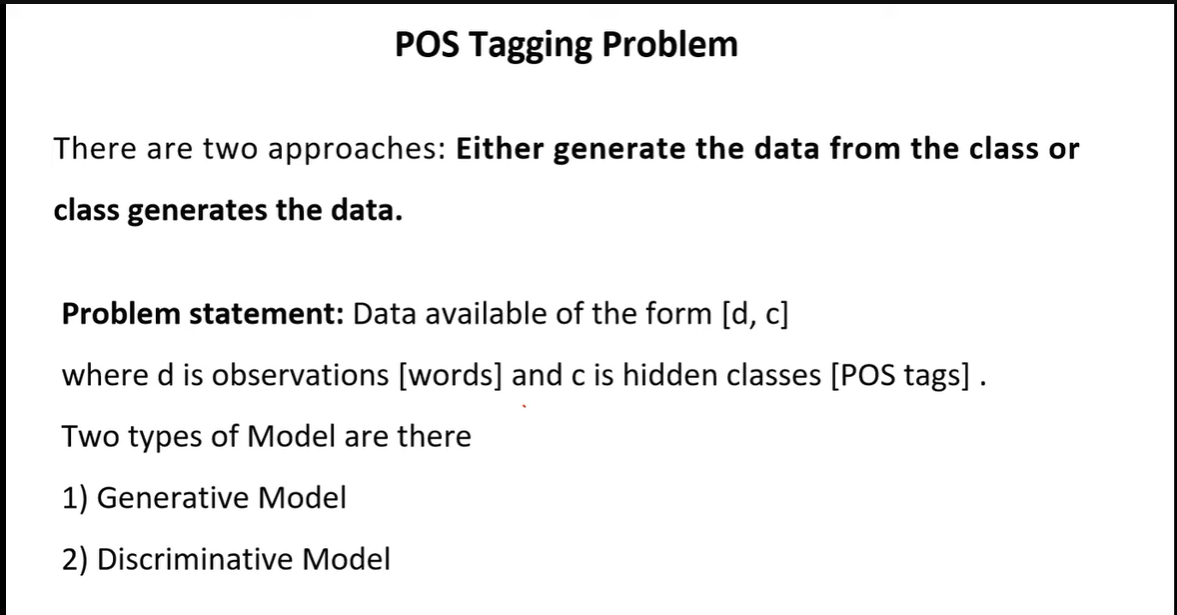 POS Tagging Problem
There are two approaches: Either generate the data from the class or
class generates the data.
Problem statement: Data available of the form [d, c]
where d is observations [words] and c is hidden classes [POS tags] .
Two types of Model are there
1) Generative Model
2) Discriminative Model